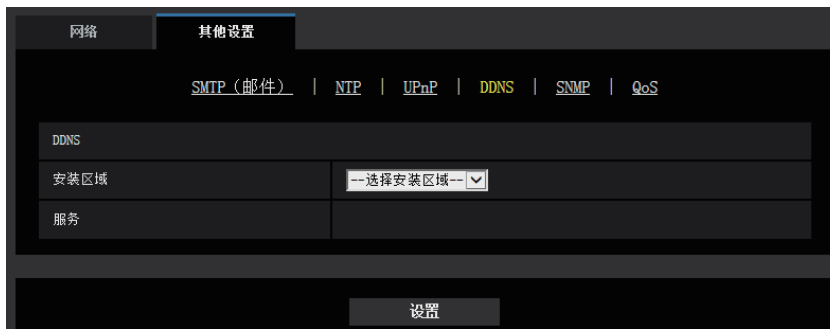 网络 其他设置
SMTP（邮件） | NTP | UPnP | DDNS | SNMP | QoS
DDNS
安装区域 --选择安装区域--
服务
设置